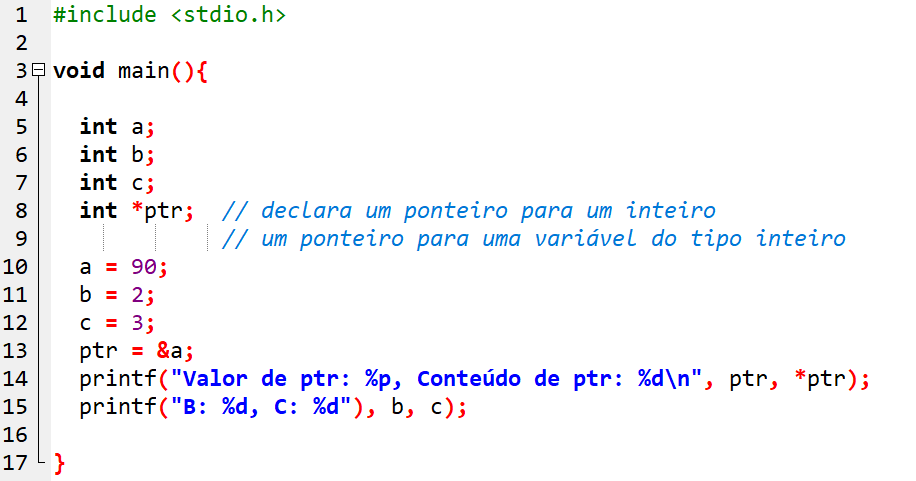 1 #include <stdio.h>
2
3 void main(){
4
5 int a;
6 int b;
7 int c;
8 int *ptr; // declara um ponteiro para um inteiro
9 // um ponteiro para uma variável do tipo inteiro
10 a = 90;
11 b = 2;
12 c = 3;
13 ptr = &a;
14 printf("Valor de ptr: %p, Conteúdo de ptr: %d\n", ptr, *ptr);
15 printf("B: %d, C: %d"), b, c);
16
17 }